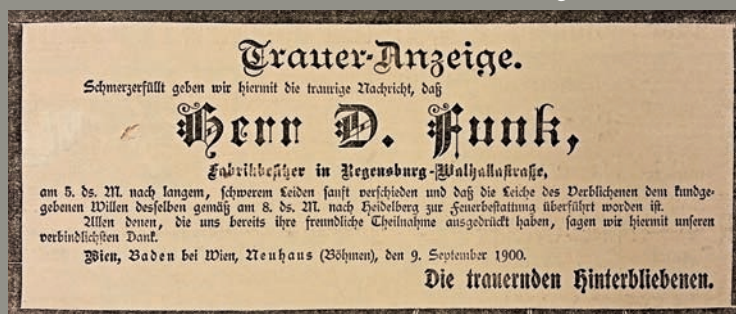 Trauer-Anzeige.
Schmerzerfüllt geben wir hiermit die traurige Nachricht, daß
Herr D. Funk,
Fabrikbesitzer in Regensburg-Walhallastraße,
am 5. ds. M. nach langem, schwerem Leiden sanft verschieden und daß die Leiche des Verblichenen dem kundge-
gebenen Willen desselben gemäß am 8. ds. M. nach Heidelberg zur Feuerbestattung überführt worden ist.
Allen denen, die uns bereits ihre freundliche Theilnahme ausgedrückt haben, sagen wir hiermit unseren
verbindlichsten Dank.
Wien, Baden bei Wien, Neuhaus (Böhmen), den 9. September 1900.
Die trauernden Hinterbliebenen.